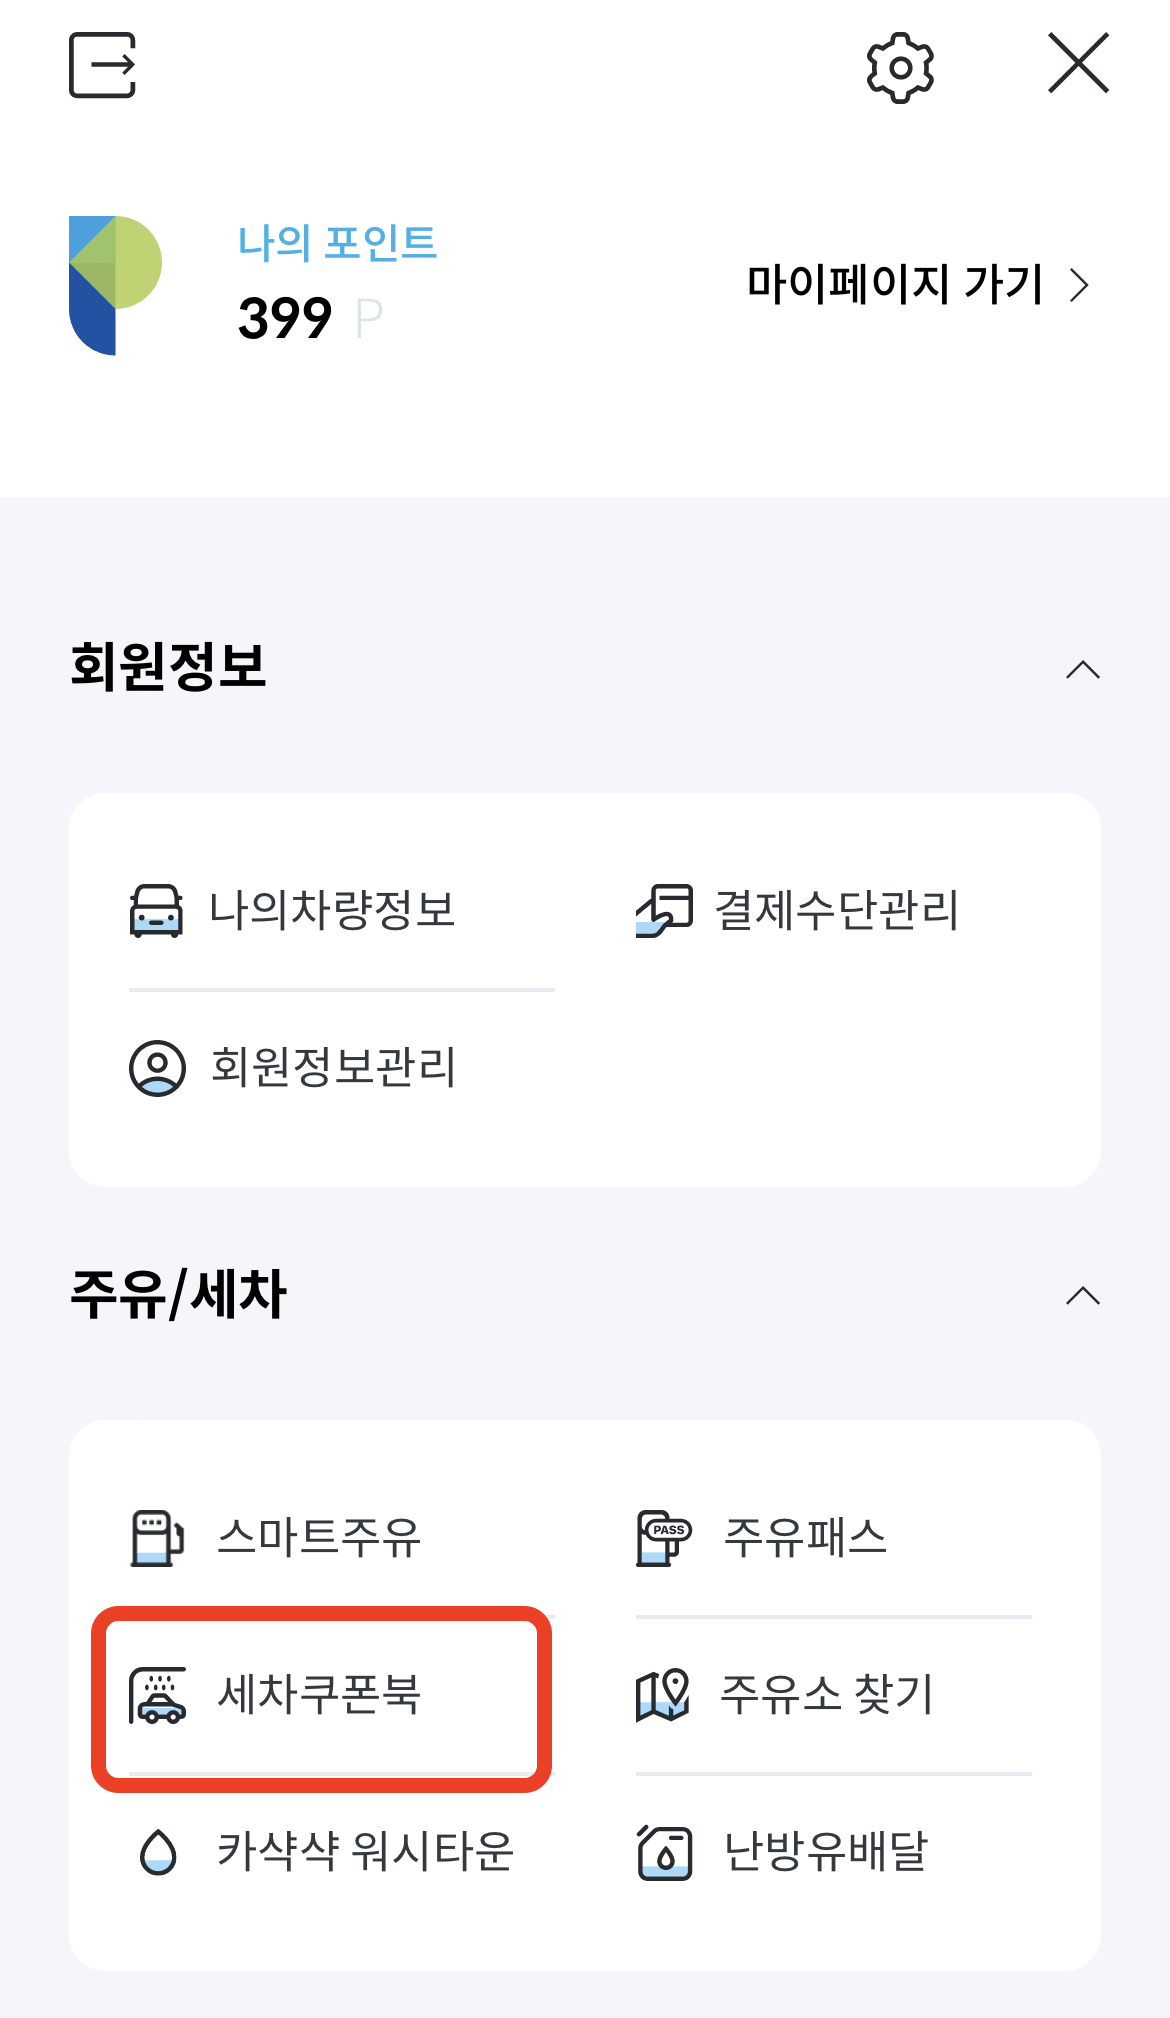 나의 포인트
399 P
마이페이지 가기
회원정보
나의차량정보
결제수단관리
회원정보관리
주유/세차
스마트주유
PASS
주유패스
세차쿠폰북
주유소 찾기
카샥샥 워시타운
난방유배달